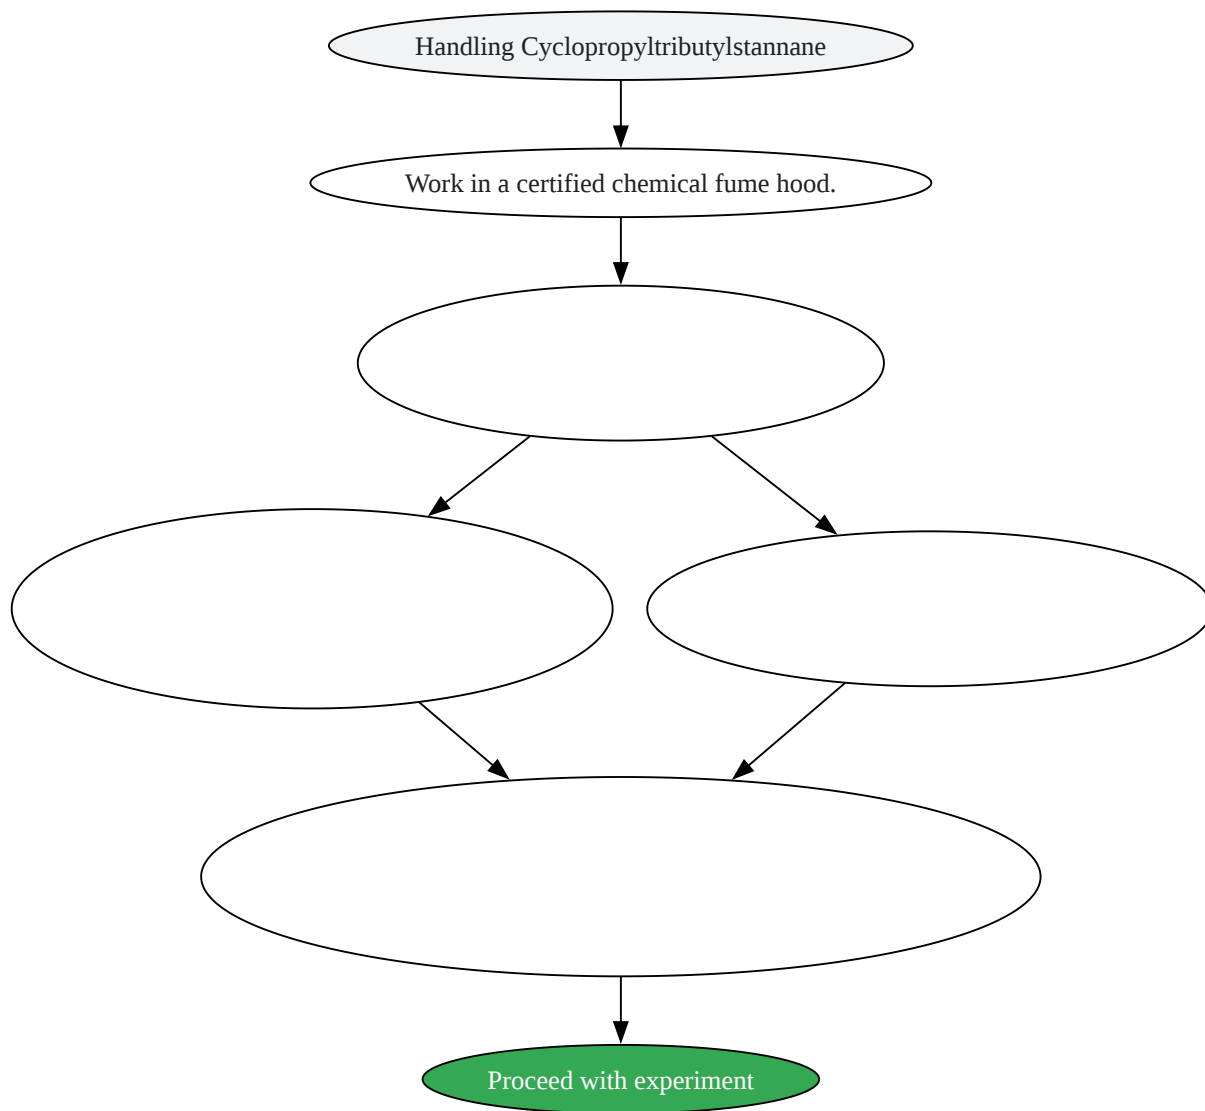 Handling Cyclopropyltributylstannane
Work in a certified chemical fume hood.
Proceed with experiment